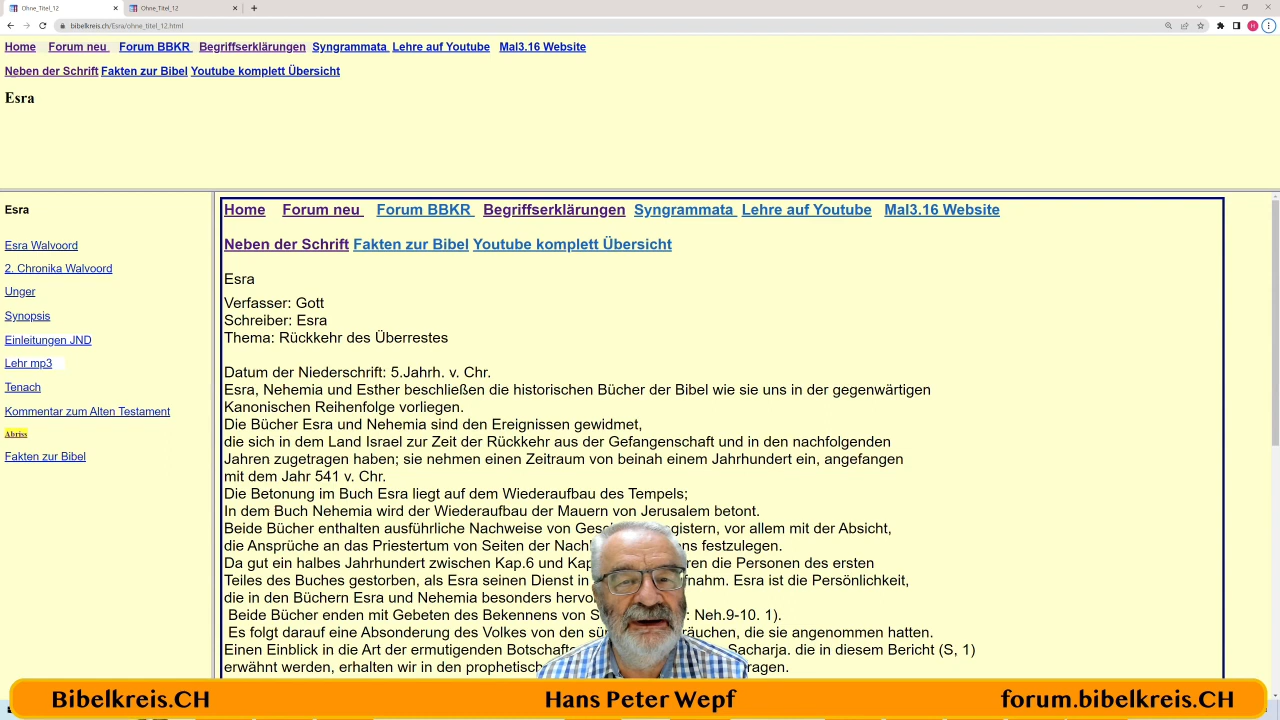 Ohne_Titel_12
Ohne_Titel_12
bibelkreis.ch/Esra/ohne_titel_12.html
Home Forum neu Forum BBKR Begriffserklärungen Syngrammata Lehre auf Youtube Mal3.16 Website
Neben der Schrift Fakten zur Bibel Youtube komplett Übersicht
Esra
Esra
Esra Walvoord
2. Chronika Walvoord
Unger
Synopsis
Einleitungen JND
Lehr mp3
Tenach
Kommentar zum Alten Testament
Abriss
Fakten zur Bibel
Home Forum neu Forum BBKR Begriffserklärungen Syngrammata Lehre auf Youtube Mal3.16 Website
Neben der Schrift Fakten zur Bibel Youtube komplett Übersicht
Esra
Verfasser: Gott
Schreiber: Esra
Thema: Rückkehr des Überrestes
Datum der Niederschrift: 5.Jahrh. v. Chr.
Esra, Nehemia und Esther beschließen die historischen Bücher der Bibel wie sie uns in der gegenwärtigen
Kanonischen Reihenfolge vorliegen.
Die Bücher Esra und Nehemia sind den Ereignissen gewidmet,
die sich in dem Land Israel zur Zeit der Rückkehr aus der Gefangenschaft und in den nachfolgenden
Jahren zugetragen haben; sie nehmen einen Zeitraum von beinah einem Jahrhundert ein, angefangen
mit dem Jahr 541 v. Chr.
Die Betonung im Buch Esra liegt auf dem Wiederaufbau des Tempels;
In dem Buch Nehemia wird der Wiederaufbau der Mauern von Jerusalem betont.
Beide Bücher enthalten ausführliche Nachweise von , vor allem mit der Absicht,
die Ansprüche an das Priestertum von Seiten der festzulegen.
Da gut ein halbes Jahrhundert zwischen Kap.6 und die Personen des ersten
Teiles des Buches gestorben, als Esra seinen Dienst in . Esra ist die Persönlichkeit,
die in den Büchern Esra und Nehemia besonders
Beide Bücher enden mit Gebeten des Bekennens von : Neh.9-10. 1).
Es folgt darauf eine Absonderung des Volkes von den , die sie angenommen hatten.
Einen Einblick in die Art der ermutigenden Sacharja. die in diesem Bericht (S, 1)
erwähnt werden, erhalten wir in den
Bibelkreis.CH Hans Peter Wepf forum.bibelkreis.CH